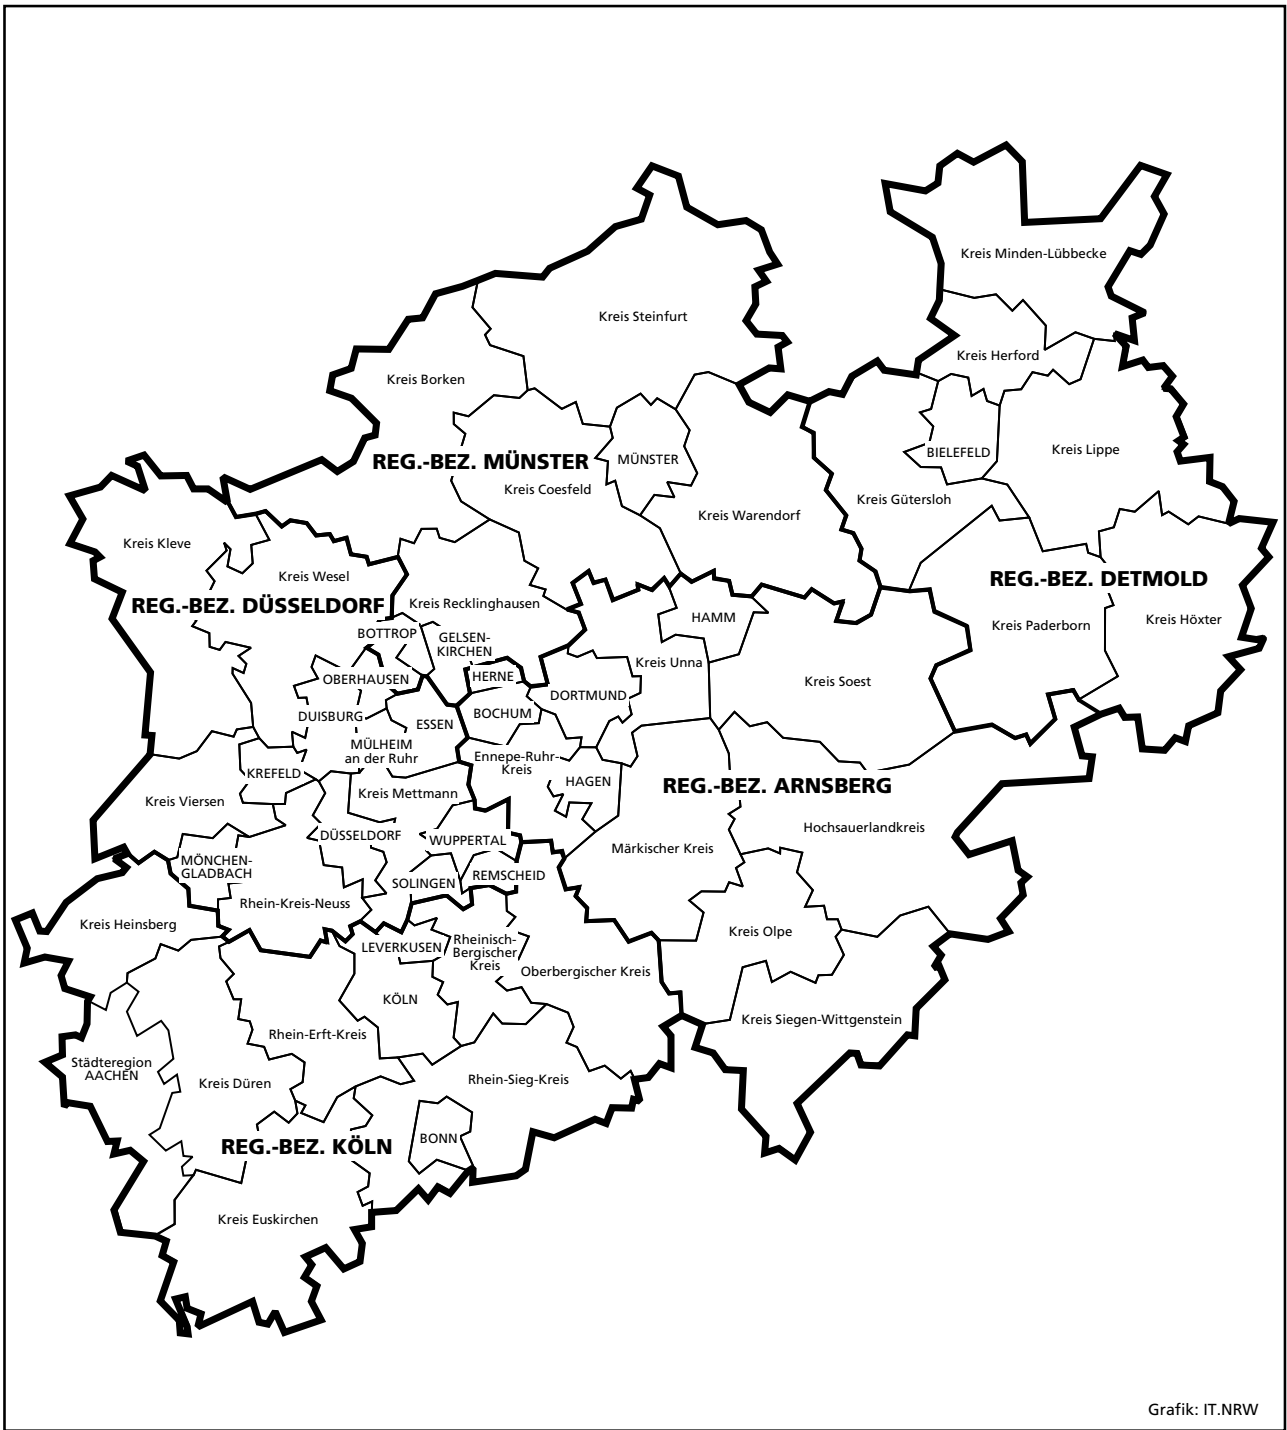 Kreis Minden-Lübbecke
Kreis Steinfurt
Kreis Herford
Kreis Borken
Kreis Lippe
BIELEFELD
MÜNSTER
REG.-BEZ. MÜNSTER
Kreis Coesfeld
Kreis Gütersloh
Kreis Warendorf
Kreis Kleve
Kreis Wesel
REG.-BEZ. DETMOLD
REG.-BEZ. DÜSSELDORF
Kreis Recklinghausen
HAMM
Kreis Höxter
Kreis Paderborn
BOTTROP
GELSEN-
KIRCHEN
Kreis Unna
HERNE
OBERHAUSEN
Kreis Soest
DORTMUND
BOCHUM
DUISBURG
ESSEN
MÜLHEIM
an der Ruhr
Ennepe-Ruhr-
Kreis
KREFELD
HAGEN
REG.-BEZ. ARNSBERG
Kreis Mettmann
Kreis Viersen
Hochsauerlandkreis
DÜSSELDORF
WUPPERTAL
Märkischer Kreis
MÖNCHEN-
GLADBACH
REMSCHEID
SOLINGEN
Rhein-Kreis-Neuss
Kreis Heinsberg
Kreis Olpe
LEVERKUSEN
Rheinisch-
Bergischer
Kreis
Oberbergischer Kreis
KÖLN
Kreis Siegen-Wittgenstein
Rhein-Erft-Kreis
Städteregion
AACHEN
Kreis Düren
Rhein-Sieg-Kreis
BONN
REG.-BEZ. KÖLN
Kreis Euskirchen
Grafik: IT.NRW